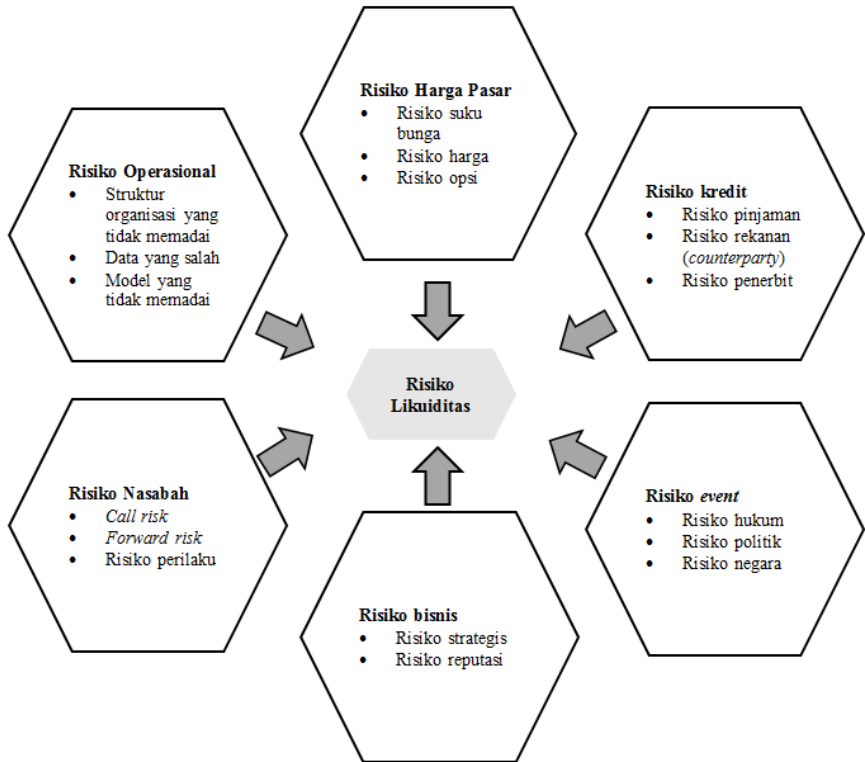 Risiko Harga Pasar
• Risiko suku
bunga
• Risiko harga
• Risiko opsi
Risiko Operasional
• Struktur
organisasi yang
tidak memadai
• Data yang salah
• Model yang
tidak memadai
Risiko kredit
• Risiko pinjaman
• Risiko rekanan
(counterparty)
• Risiko penerbit
Risiko
Likuiditas
Risiko Nasabah
• Call risk
• Forward risk
• Risiko perilaku
Risiko event
• Risiko hukum
• Risiko politik
• Risiko negara
Risiko bisnis
• Risiko strategis
• Risiko reputasi